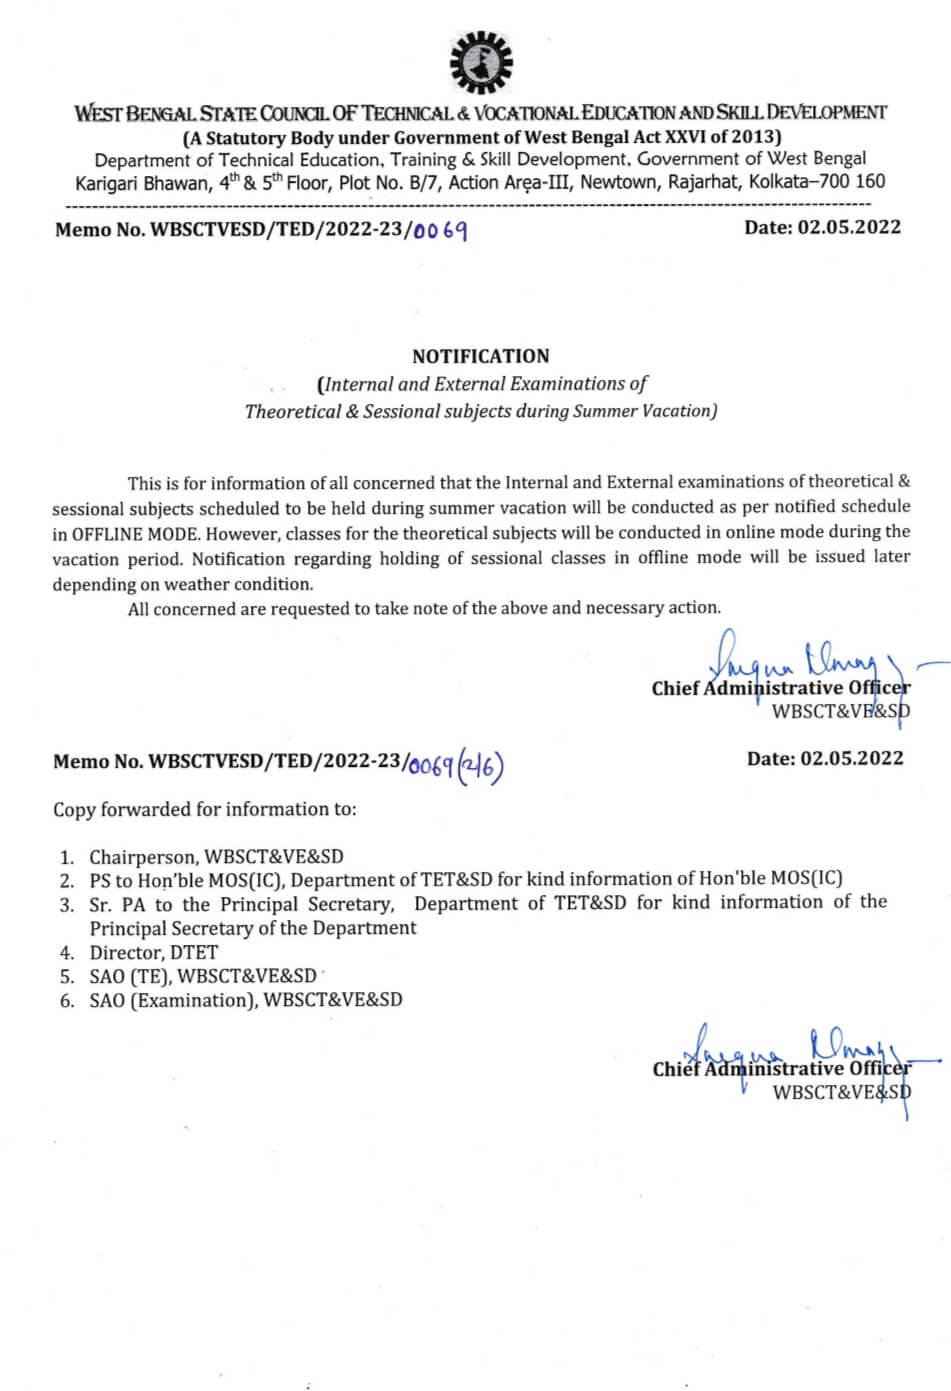 WEST BENGAL STATE COUNCIL OF TECHNICAL & VOCATIONAL EDUCATION AND SKILL DEVELOPMENT
(A Statutory Body under Government of West Bengal Act XXVI of 2013)
Department of Technical Education, Training & Skill Development, Government of West Bengal
Karigari Bhawan, 4th & 5th Floor, Plot No. B/7, Action Area-III, Newtown, Rajarhat, Kolkata–700 160
Memo No. WBSCTVESD/TED/2022-23/0069 Date: 02.05.2022
NOTIFICATION
(Internal and External Examinations of
Theoretical & Sessional subjects during Summer Vacation)
This is for information of all concerned that the Internal and External examinations of theoretical &
sessional subjects scheduled to be held during summer vacation will be conducted as per notified schedule
in OFFLINE MODE. However, classes for the theoretical subjects will be conducted in online mode during the
vacation period. Notification regarding holding of sessional classes in offline mode will be issued later
depending on weather condition.
All concerned are requested to take note of the above and necessary action.
Chief Administrative Officer
WBSCT&VE&SD
Memo No. WBSCTVESD/TED/2022-23/0069(2/6) Date: 02.05.2022
Copy forwarded for information to:
1. Chairperson, WBSCT&VE&SD
2. PS to Hon'ble MOS(IC), Department of TET&SD for kind information of Hon'ble MOS(IC)
3. Sr. PA to the Principal Secretary, Department of TET&SD for kind information of the
Principal Secretary of the Department
4. Director, DTET
5. SAO (TE), WBSCT&VE&SD
6. SAO (Examination), WBSCT&VE&SD
Chief Administrative Officer
WBSCT&VE&SD